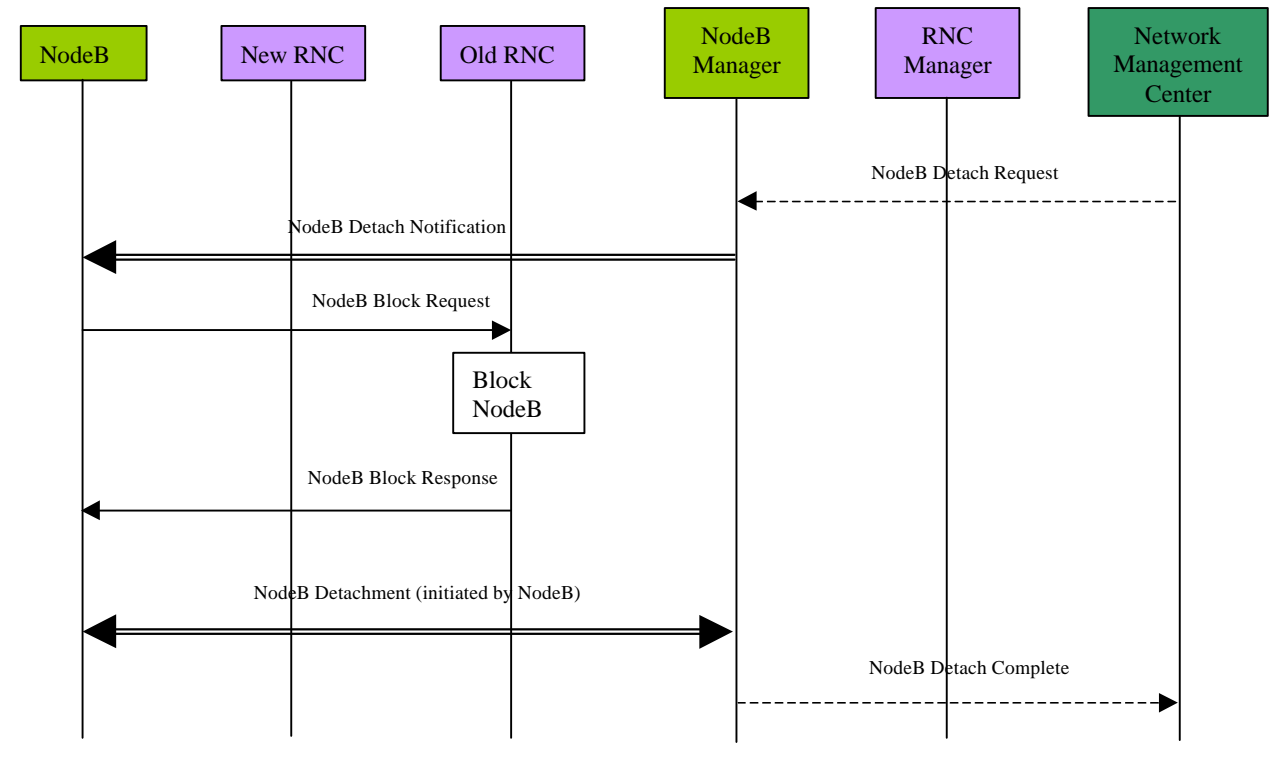 NodeB
New RNC
Old RNC
NodeB
Manager
RNC
Manager
Network
Management
Center
NodeB Detach Request
NodeB Detach Notification
NodeB Block Request
Block
NodeB
NodeB Block Response
NodeB Detachment (initiated by NodeB)
NodeB Detach Complete